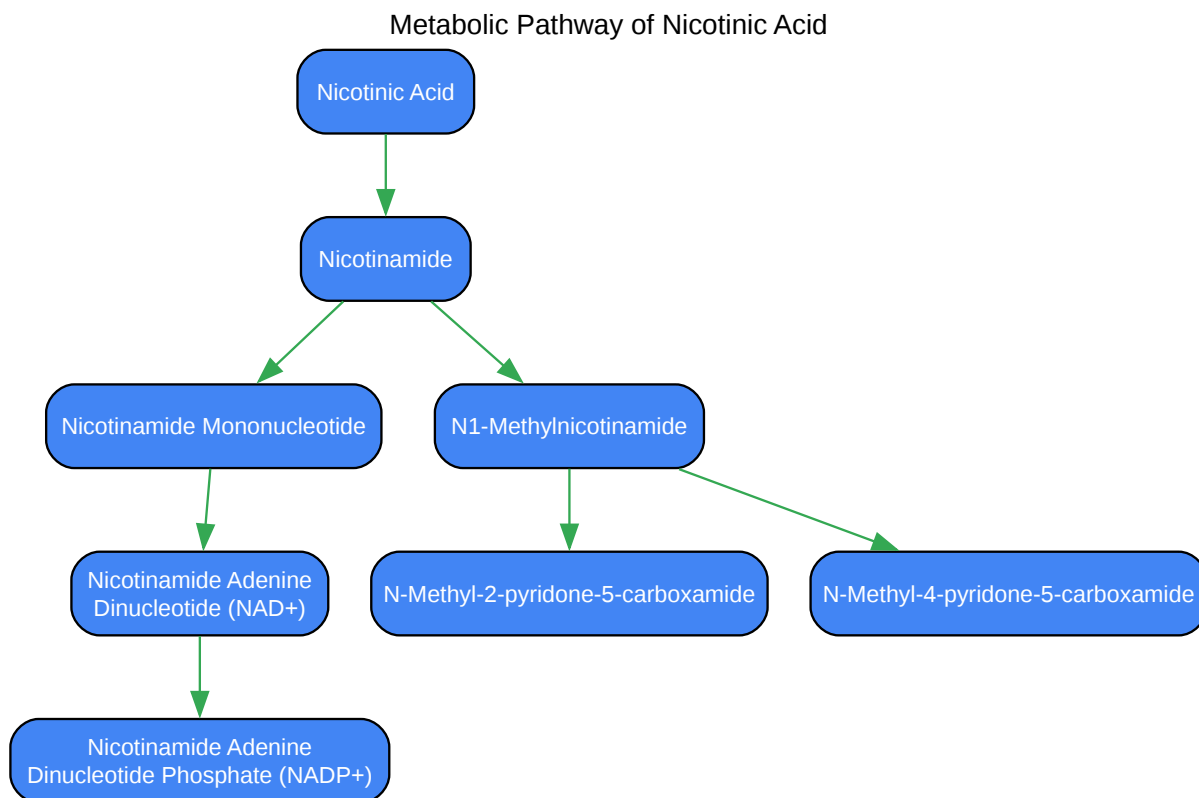 Metabolic Pathway of Nicotinic Acid
Nicotinic Acid
Nicotinamide
Nicotinamide Mononucleotide
N1-Methylnicotinamide
Nicotinamide Adenine
Dinucleotide (NAD+)
N-Methyl-2-pyridone-5-carboxamide
N-Methyl-4-pyridone-5-carboxamide
Nicotinamide Adenine
Dinucleotide Phosphate (NADP+)